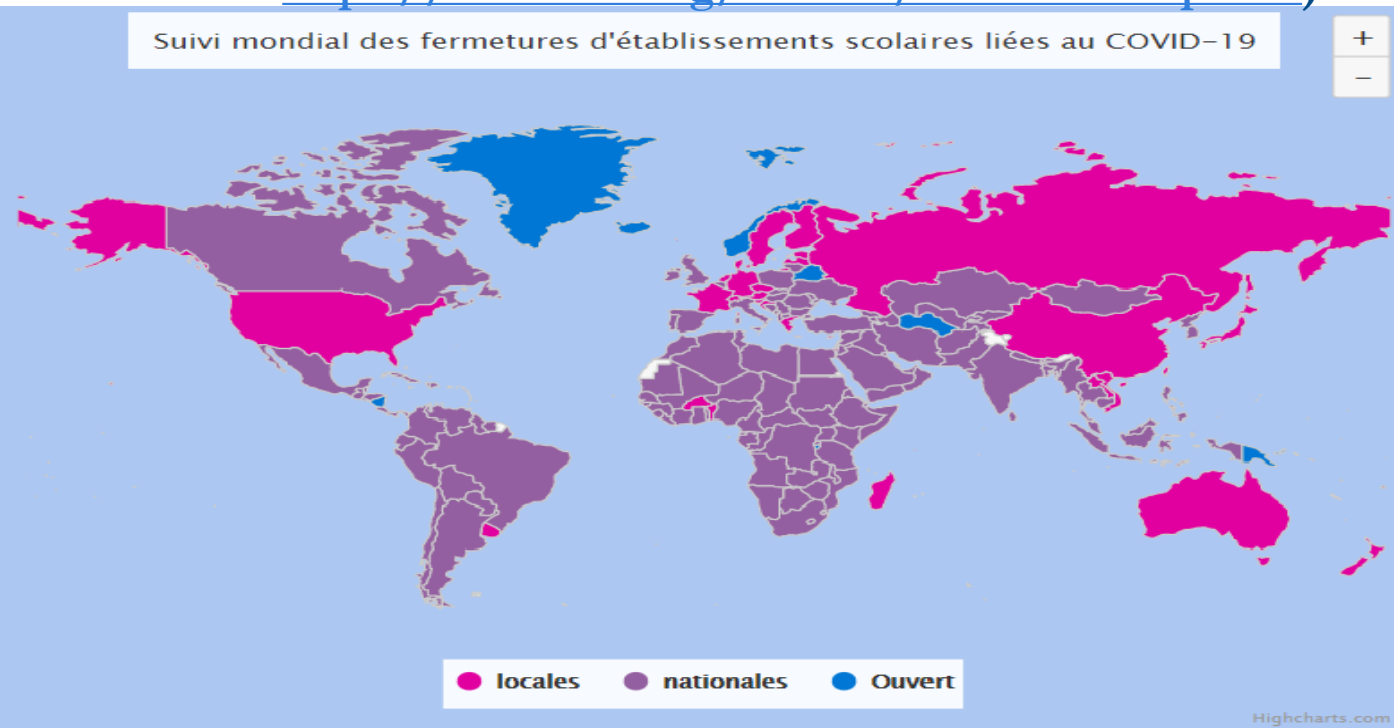 Suivi mondial des fermetures d'établissements scolaires liées au COVID-19
+
−
locales
nationales
Ouvert
Highcharts.com